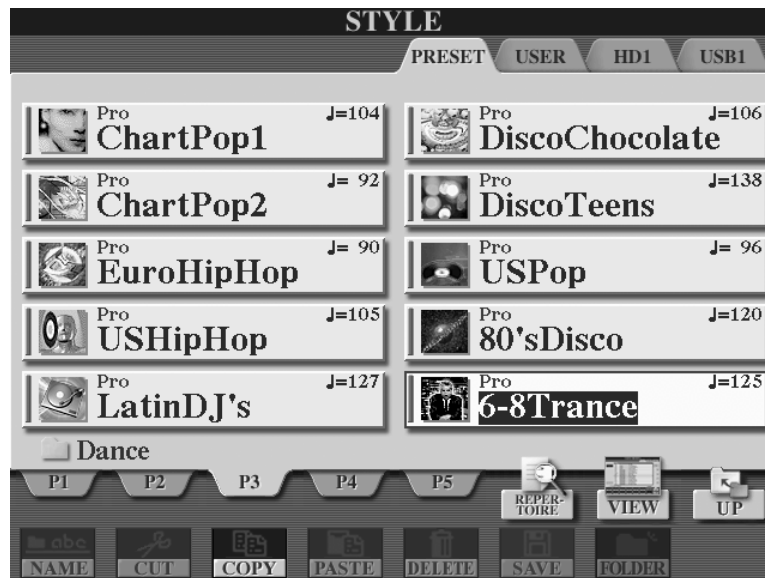 STYLE
PRESET USER HD1 USB1
Pro ♩=104
ChartPop1
Pro ♩= 92
ChartPop2
Pro ♩= 90
EuroHipHop
Pro ♩=105
USHipHop
Pro ♩=127
LatinDJ's
Pro ♩=106
DiscoChocolate
Pro ♩=138
DiscoTeens
Pro ♩= 96
USPop
Pro ♩=120
80'sDisco
Pro ♩=125
6-8Trance
Dance
P1 P2 P3 P4 P5
REPER-
TOIRE
VIEW
UP
abc
NAME CUT COPY PASTE DELETE SAVE FOLDER